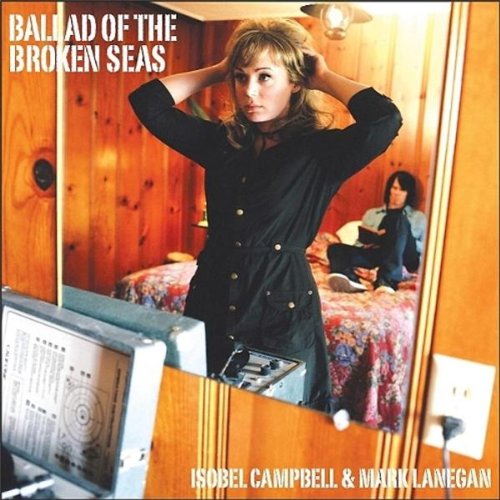 BALLAD OF THE
BROKEN SEAS
ISOBEL CAMPBELL & MARK LANEGAN